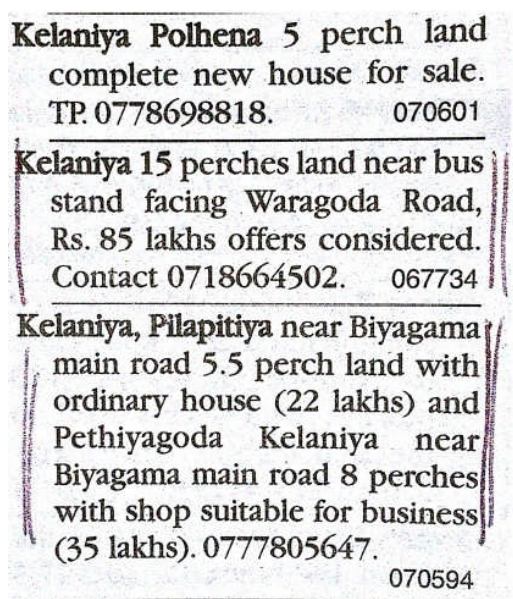 Kelaniya Polhena 5 perch land
complete new house for sale.
TP. 0778698818. 070601
Kelaniya 15 perches land near bus
stand facing Waragoda Road,
Rs. 85 lakhs offers considered.
Contact 0718664502. 067734
Kelaniya, Pilapitiya near Biyagama
main road 5.5 perch land with
ordinary house (22 lakhs) and
Pethiyagoda Kelaniya near
Biyagama main road 8 perches
with shop suitable for business
(35 lakhs). 0777805647.
070594